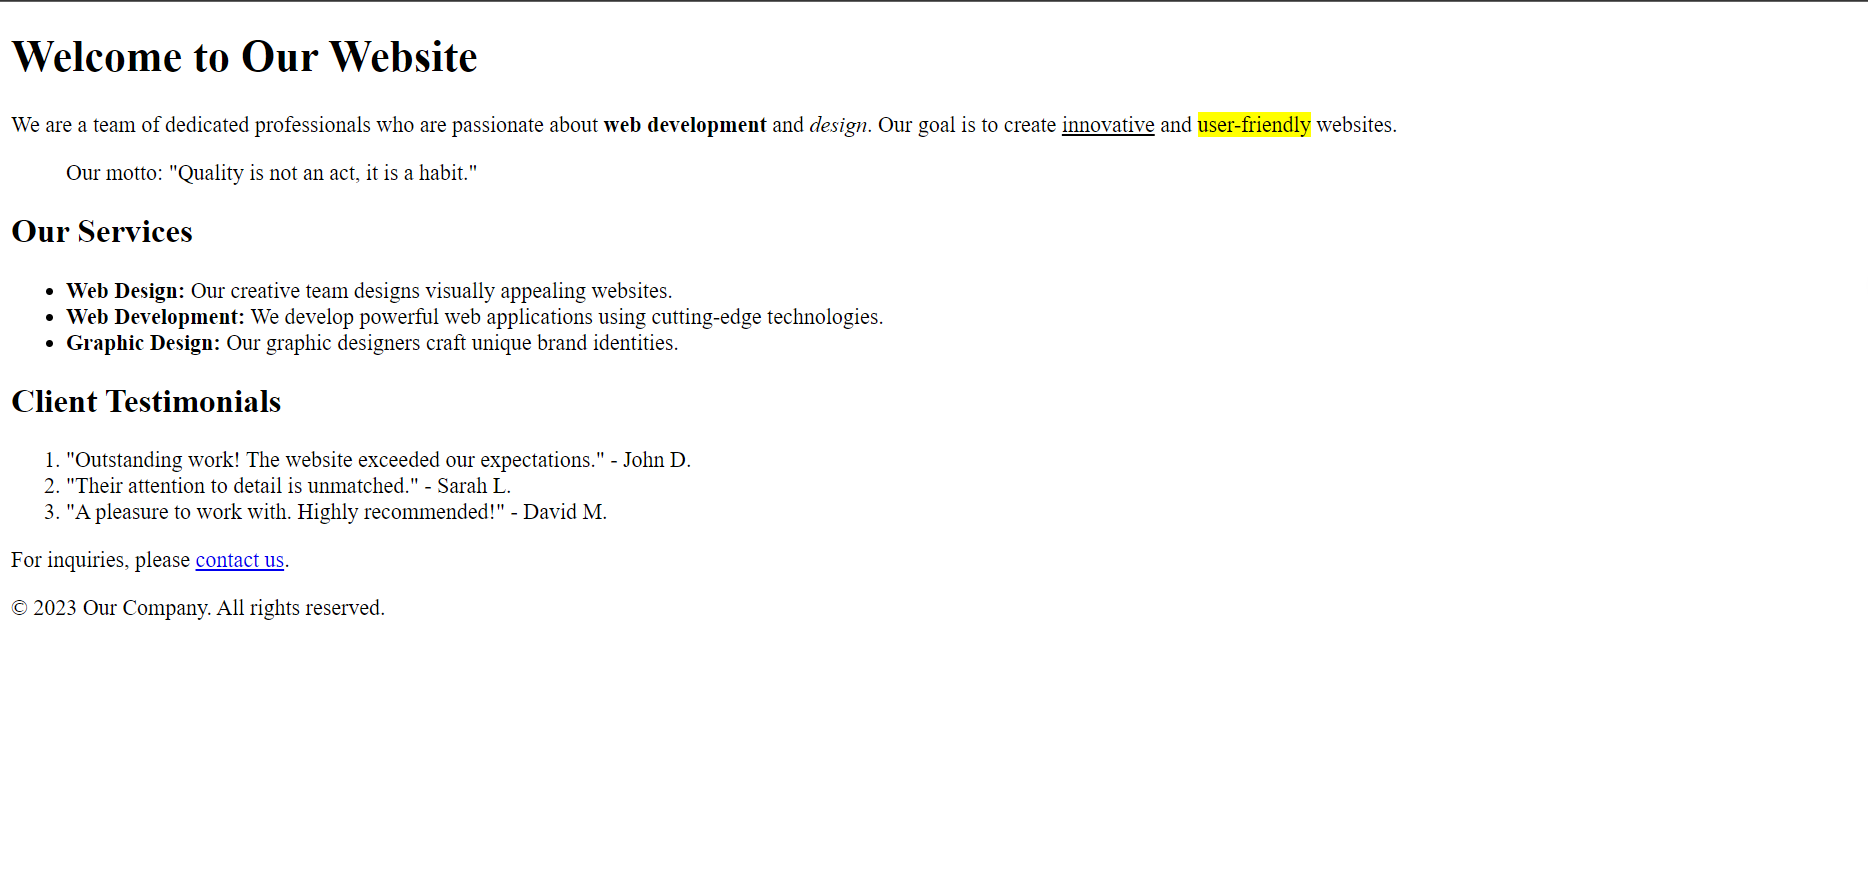 Welcome to Our Website
We are a team of dedicated professionals who are passionate about web development and design. Our goal is to create innovative and user-friendly websites.
Our motto: "Quality is not an act, it is a habit."
Our Services
• Web Design: Our creative team designs visually appealing websites.
• Web Development: We develop powerful web applications using cutting-edge technologies.
• Graphic Design: Our graphic designers craft unique brand identities.
Client Testimonials
1. "Outstanding work! The website exceeded our expectations." - John D.
2. "Their attention to detail is unmatched." - Sarah L.
3. "A pleasure to work with. Highly recommended!" - David M.
For inquiries, please contact us.
© 2023 Our Company. All rights reserved.